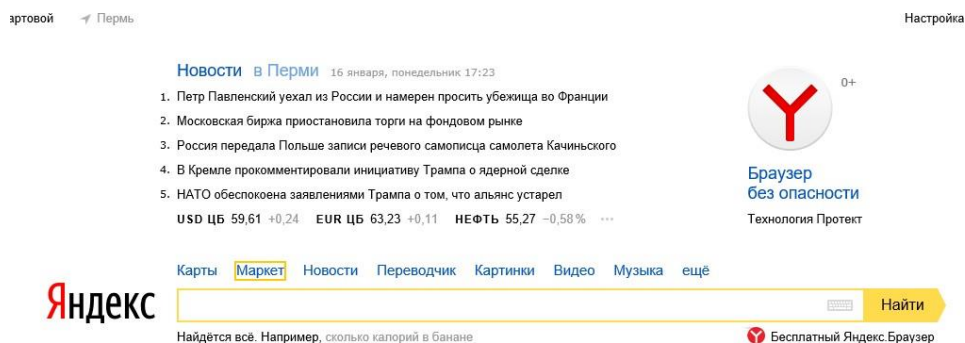 артовой Пермь Настройка
Новости в Перми 16 января, понедельник 17:23
1. Петр Павленский уехал из России и намерен просить убежища во Франции
2. Московская биржа приостановила торги на фондовом рынке
3. Россия передала Польше записи речевого самописца самолета Качиньского
4. В Кремле прокомментировали инициативу Трампа о ядерной сделке
5. НАТО обеспокоена заявлениями Трампа о том, что альянс устарел
USD ЦБ 59,61 +0,24 EUR ЦБ 63,23 +0,11 НЕФТЬ 55,27 −0,58% ···
0+
Браузер
без опасности
Технология Протект
Карты Маркет Новости Переводчик Картинки Видео Музыка ещё
Яндекс Найти
Найдётся всё. Например, сколько калорий в банане Бесплатный Яндекс.Браузер